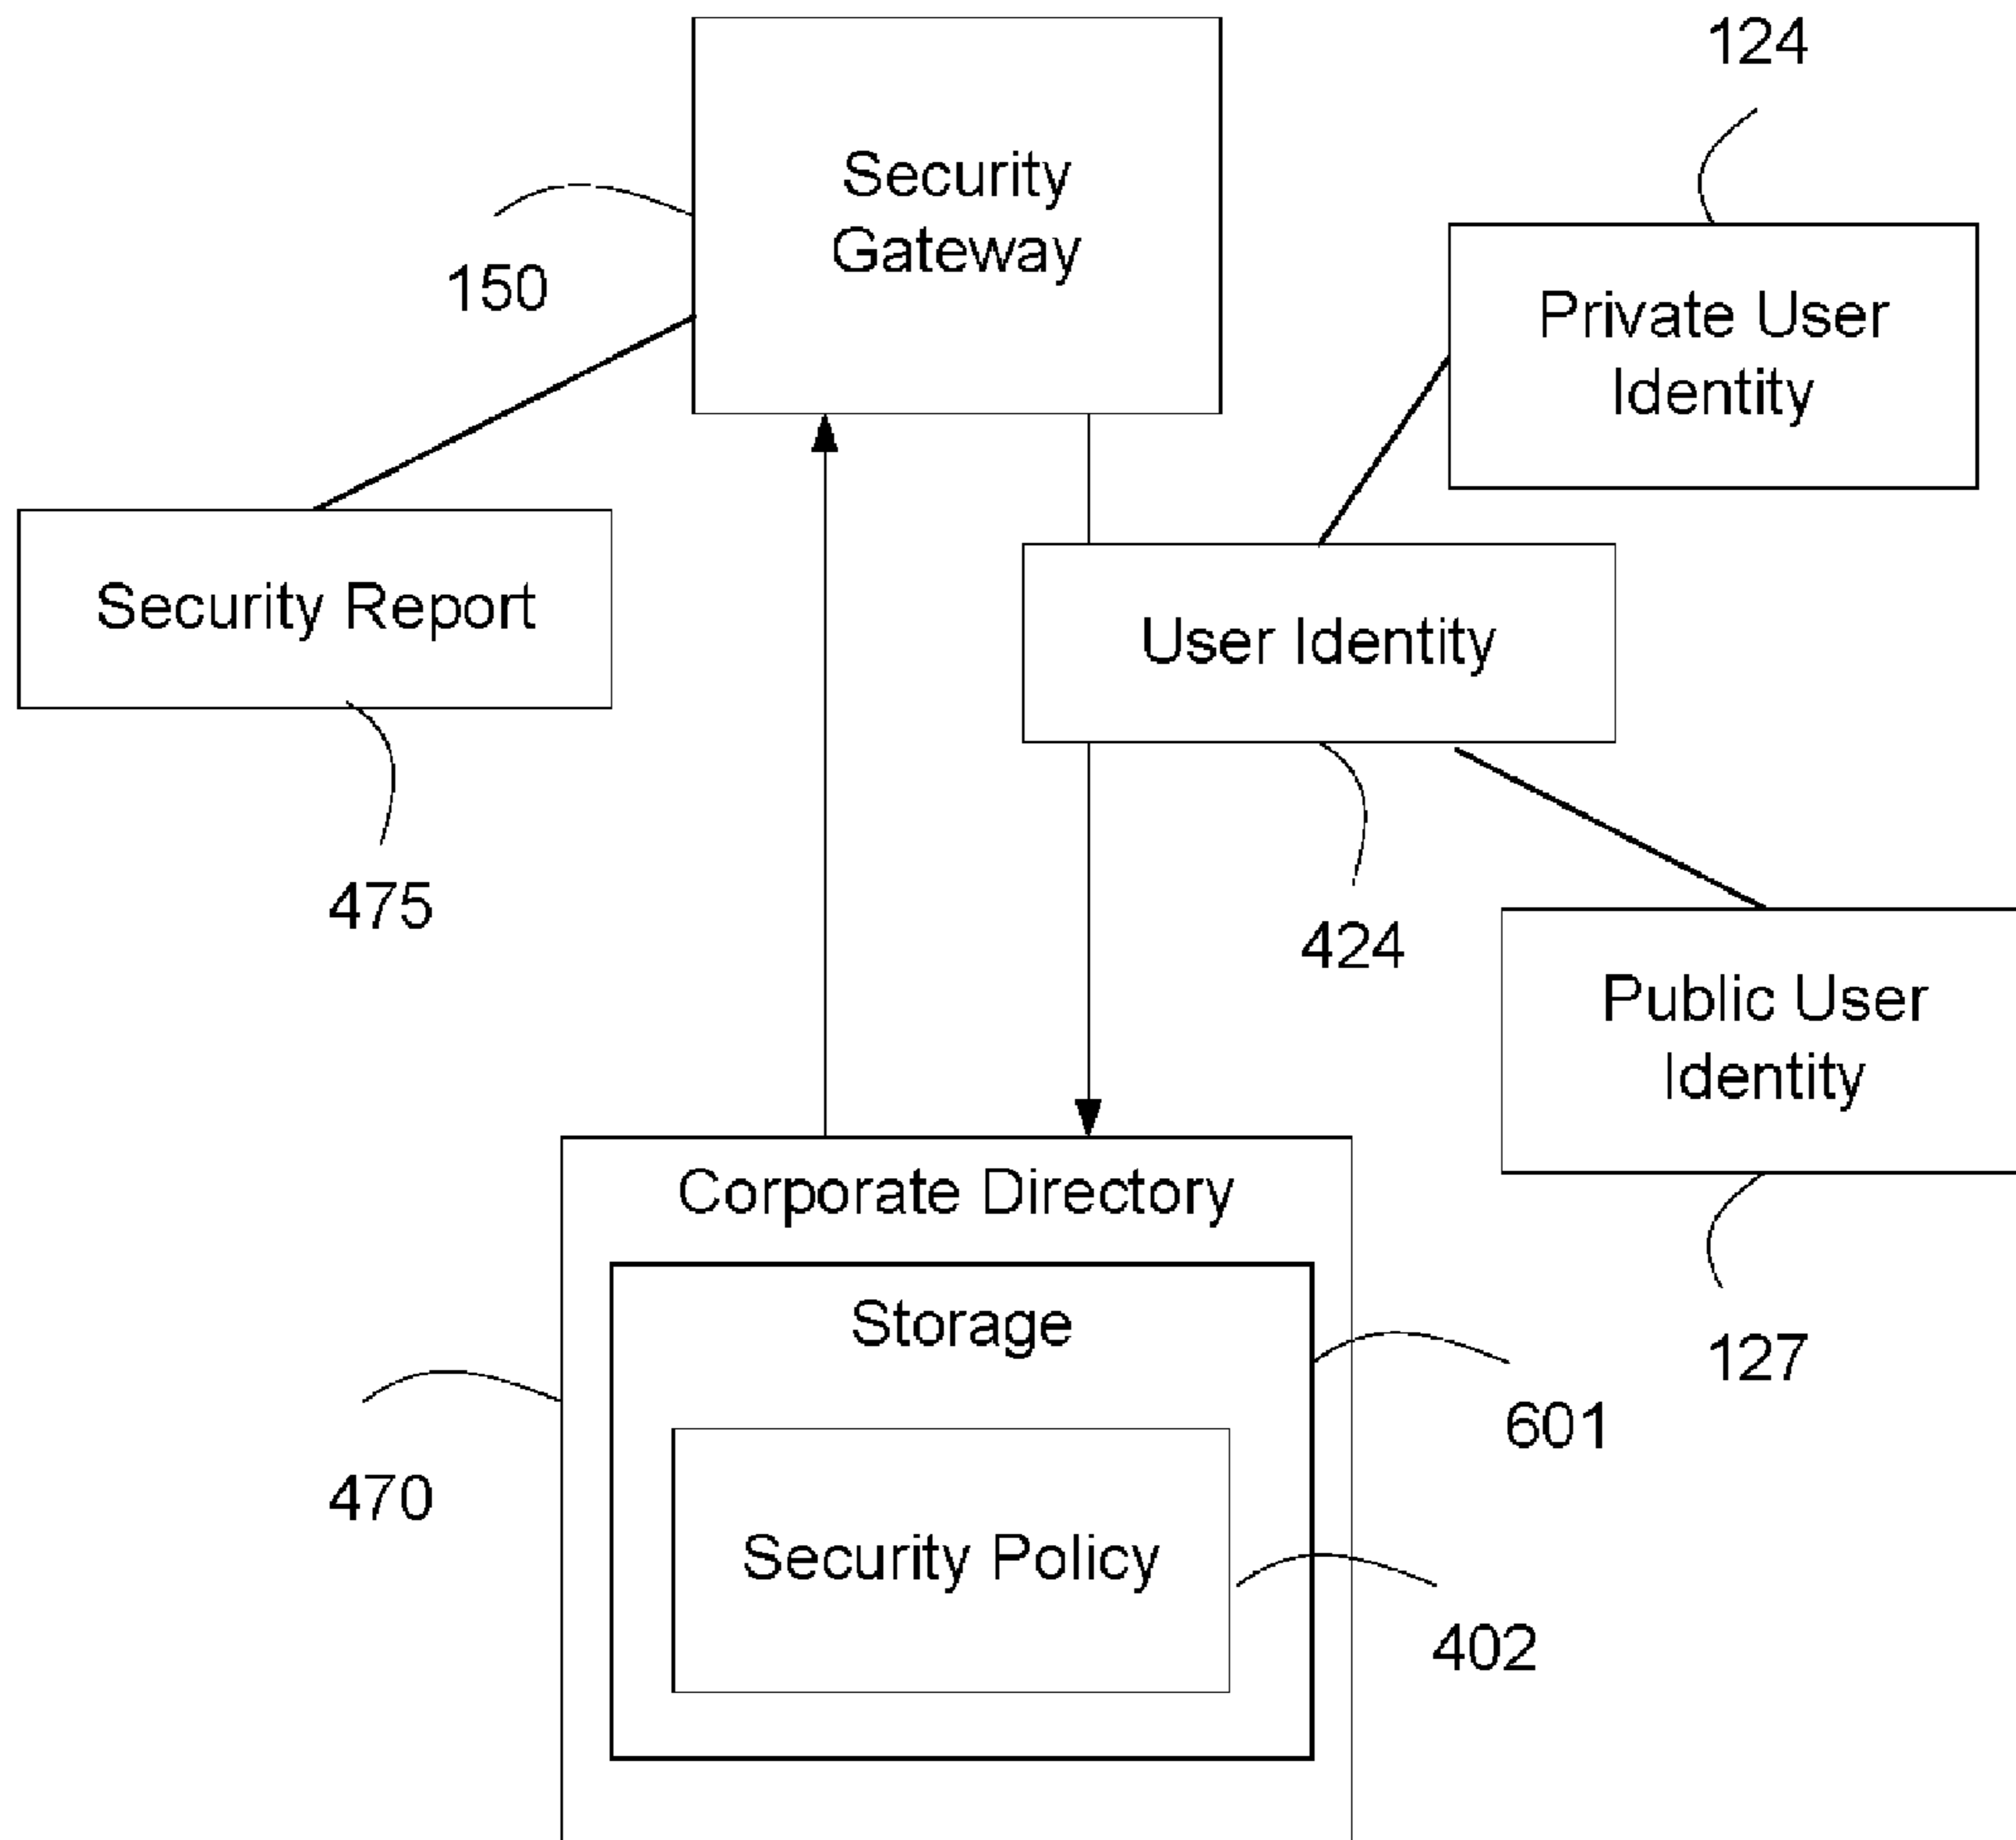 124
Security
Gateway
150
Private User
Identity
Security Report
User Identity
475
424
Public User
Identity
Corporate Directory
Storage
127
601
470
Security Policy
402